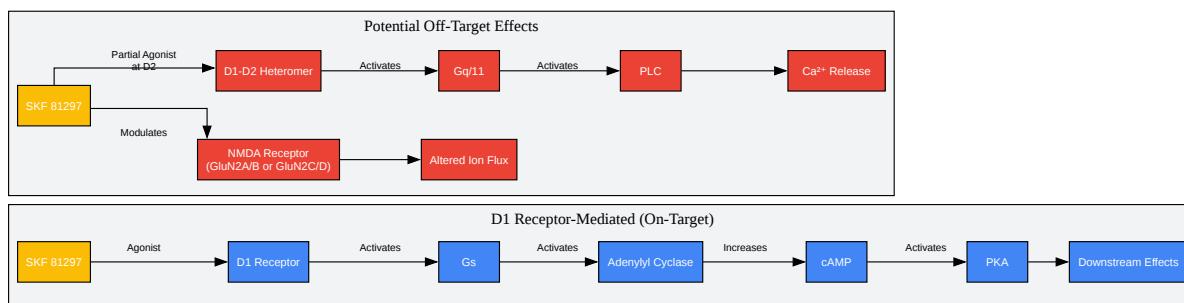 Potential Off-Target Effects
Partial Agonist
at D2
SKF 81297
D1-D2 Heteromer
Activates
Gq/11
Activates
PLC
Ca²⁺ Release
Modulates
NMDA Receptor
(GluN2A/B or GluN2C/D)
Altered Ion Flux
D1 Receptor-Mediated (On-Target)
SKF 81297
Agonist
D1 Receptor
Activates
Gs
Activates
Adenylyl Cyclase
Increases
cAMP
Activates
PKA
Downstream Effects